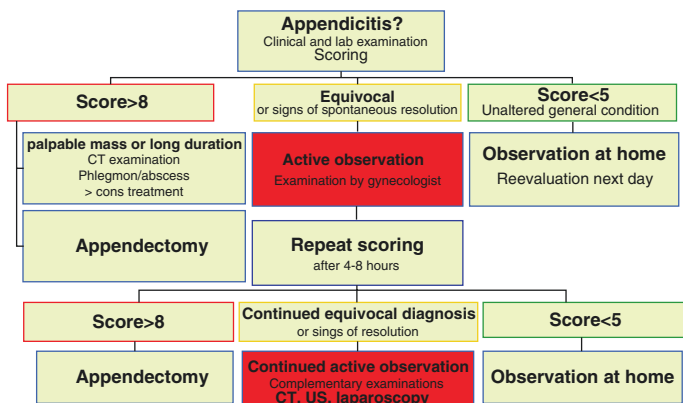 Appendicitis?
Clinical and lab examination
Scoring
Score>8
Equivocal
or signs of spontaneous resolution
Score<5
Unaltered general condition
palpable mass or long duration
CT examination
Phlegmon/abscess
> cons treatment
Active observation
Examination by gynecologist
Observation at home
Reevaluation next day
Appendectomy
Repeat scoring
after 4-8 hours
Score>8
Continued equivocal diagnosis
or sings of resolution
Score<5
Appendectomy
Continued active observation
Complementary examinations
CT, US, laparoscopy
Observation at home